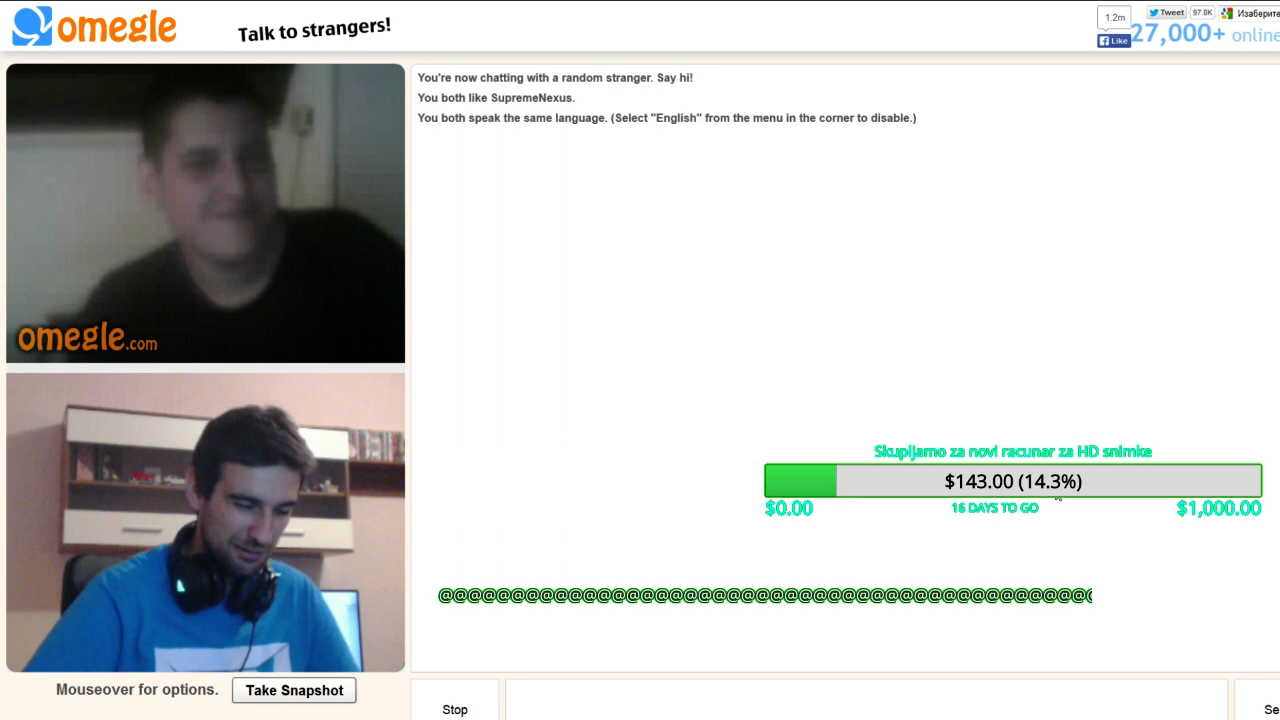 omegle
Talk to strangers!
1.2m
Like
Tweet
97.8K
Изаберите
27,000+ online
You're now chatting with a random stranger. Say hi!
You both like SupremeNexus.
You both speak the same language. (Select "English" from the menu in the corner to disable.)
omegle.com
Skupljamo za novi racunar za HD snimke
$143.00 (14.3%)
$0.00
16 DAYS TO GO
$1,000.00
@@@@@@@@@@@@@@@@@@@@@@@@@@@@@@@@@@@@@@@@@@@@@
Mouseover for options.
Take Snapshot
Stop
Se